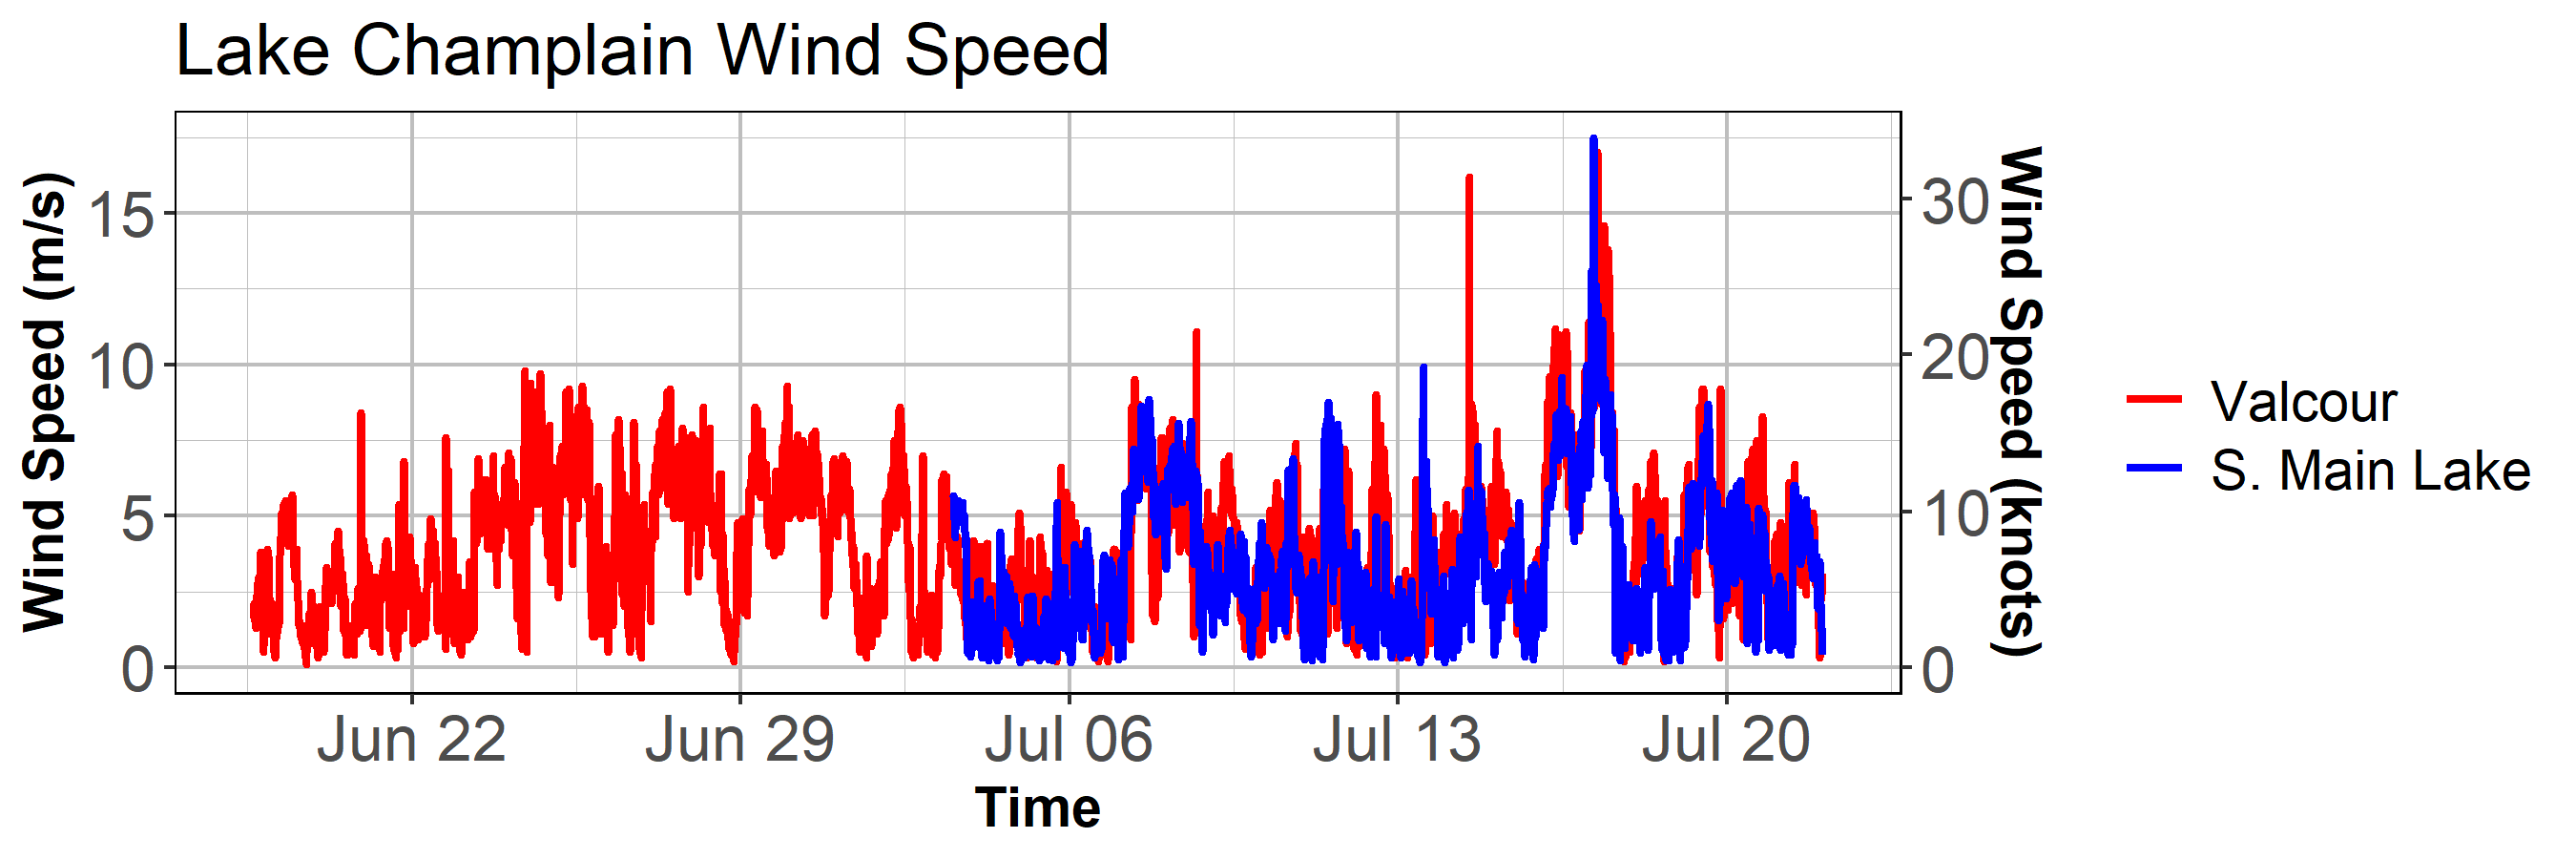 Lake Champlain Wind Speed
Wind Speed (m/s)
15
10
5
0
30
20
10
0
Wind Speed (knots)
Valcour
S. Main Lake
Jun 22
Jun 29
Jul 06
Jul 13
Jul 20
Time